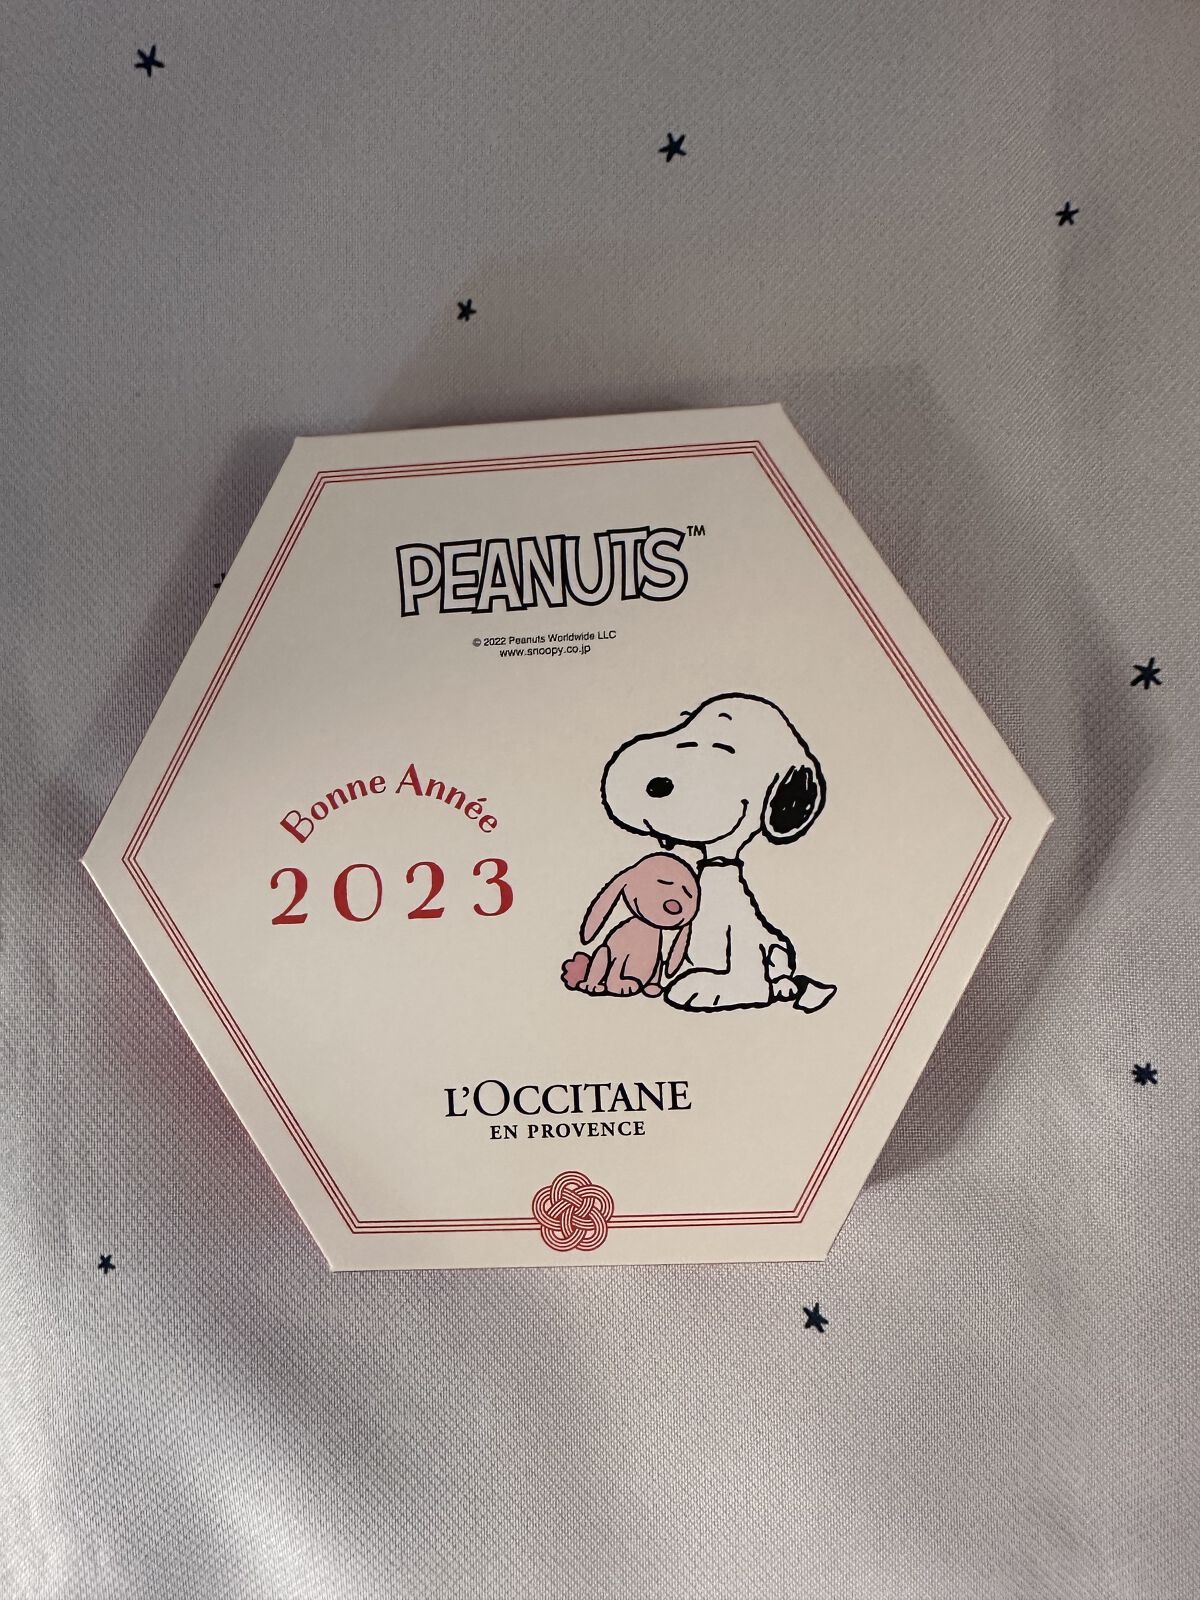 PEANUTS™
© 2022 Peanuts Worldwide LLC
www.snoopy.co.jp
Bonne Année
2023
L'OCCITANE
EN PROVENCE